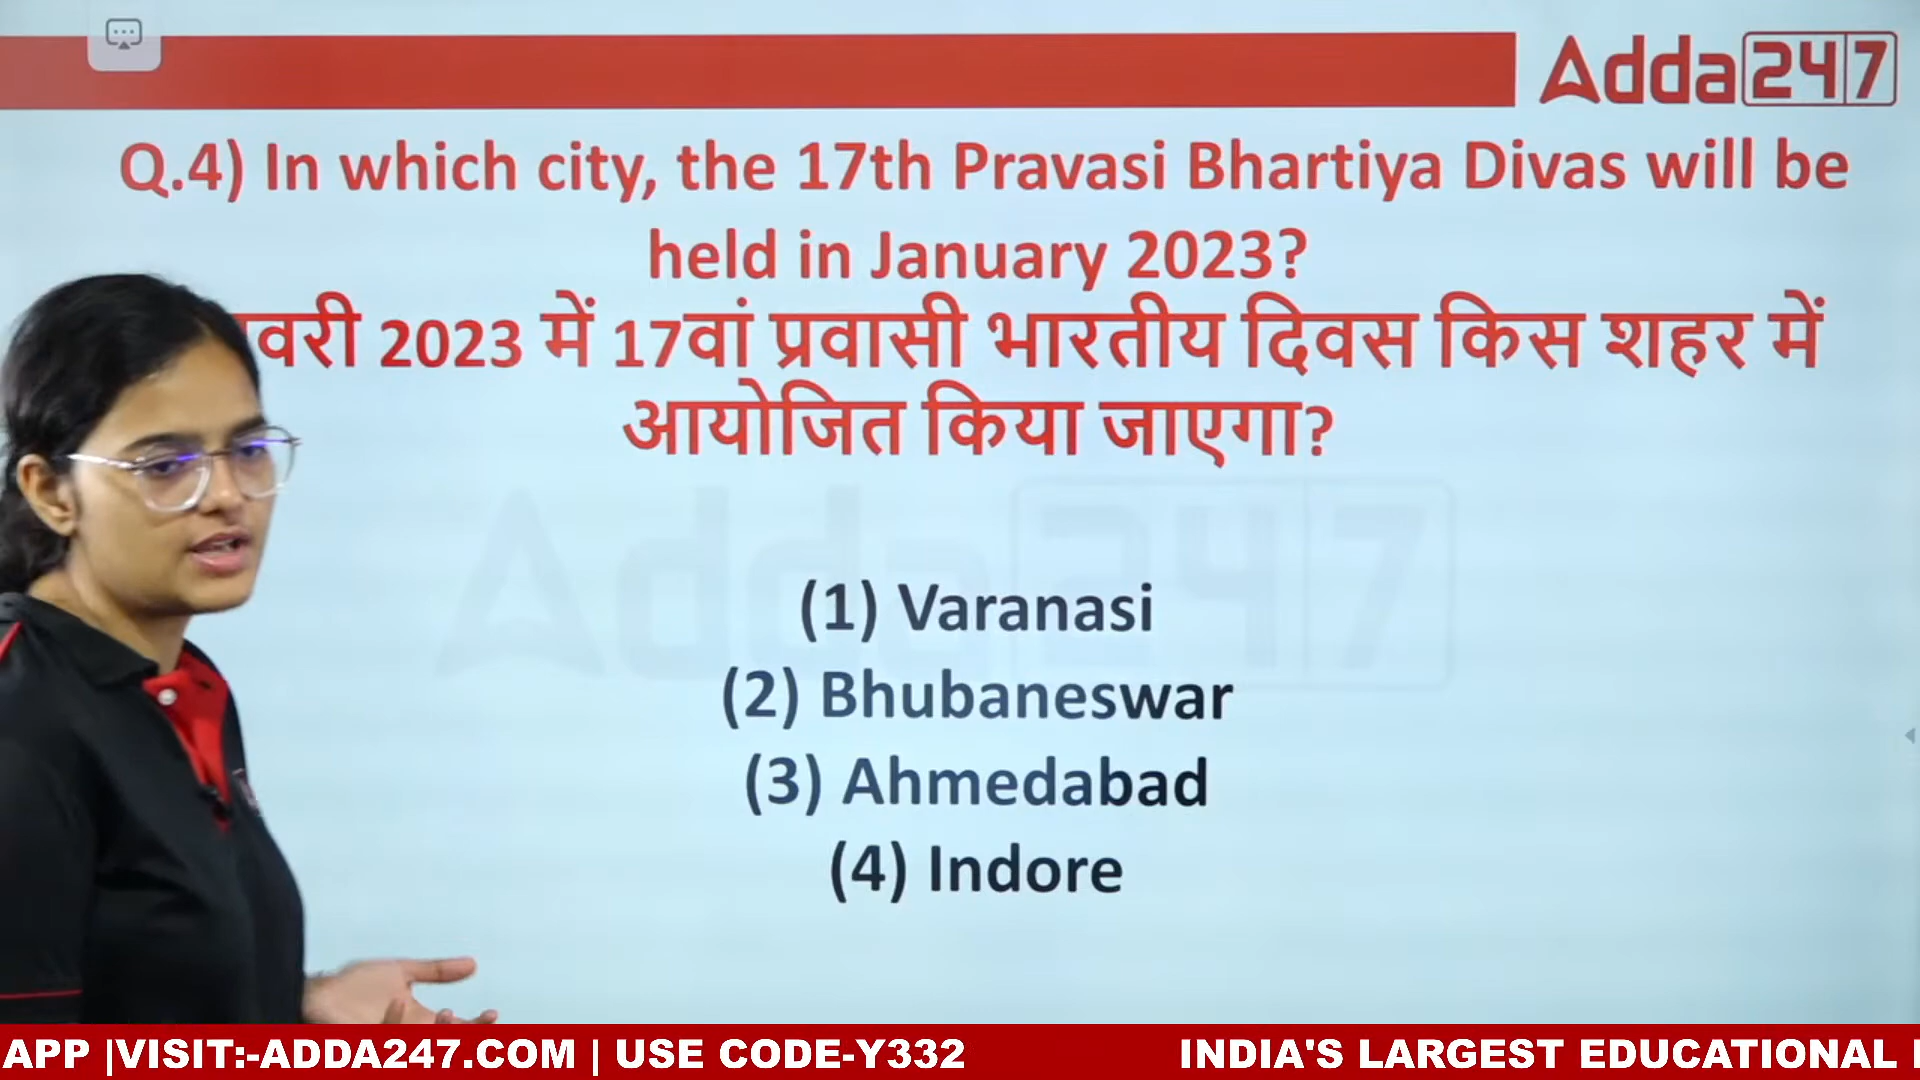 Adda247
Q.4) In which city, the 17th Pravasi Bhartiya Divas will be
held in January 2023?
2023 में 17वां प्रवासी भारतीय दिवस किस शहर में
आयोजित किया जाएगा?
Adda247
(1) Varanasi
(2) Bhubaneswar
(3) Ahmedabad
(4) Indore
APP |VISIT:-ADDA247.COM | USE CODE-Y332 INDIA'S LARGEST EDUCATIONAL